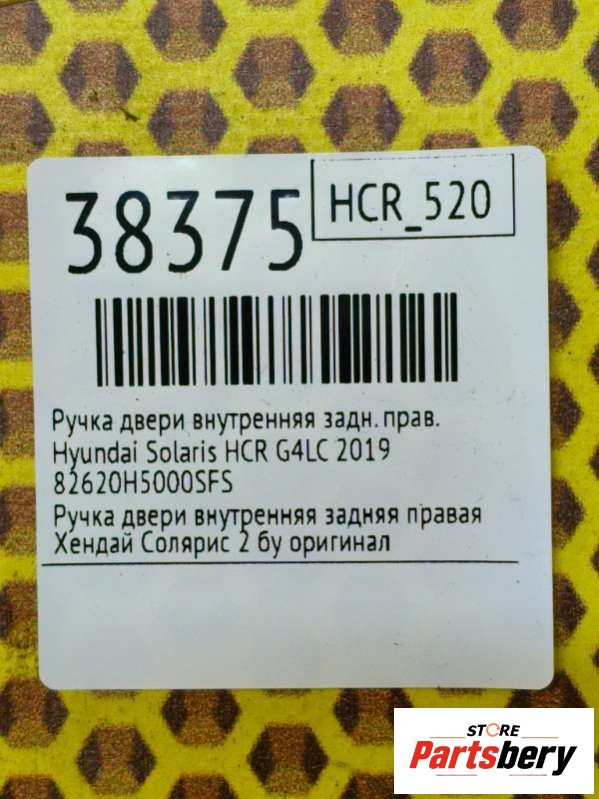 38375
HCR_520
Ручка двери внутренняя задн. прав.
Hyundai Solaris HCR G4LC 2019
82620H5000SFS
Ручка двери внутренняя задняя правая
Хендай Солярис 2 бу оригинал
STORE
Partsbery